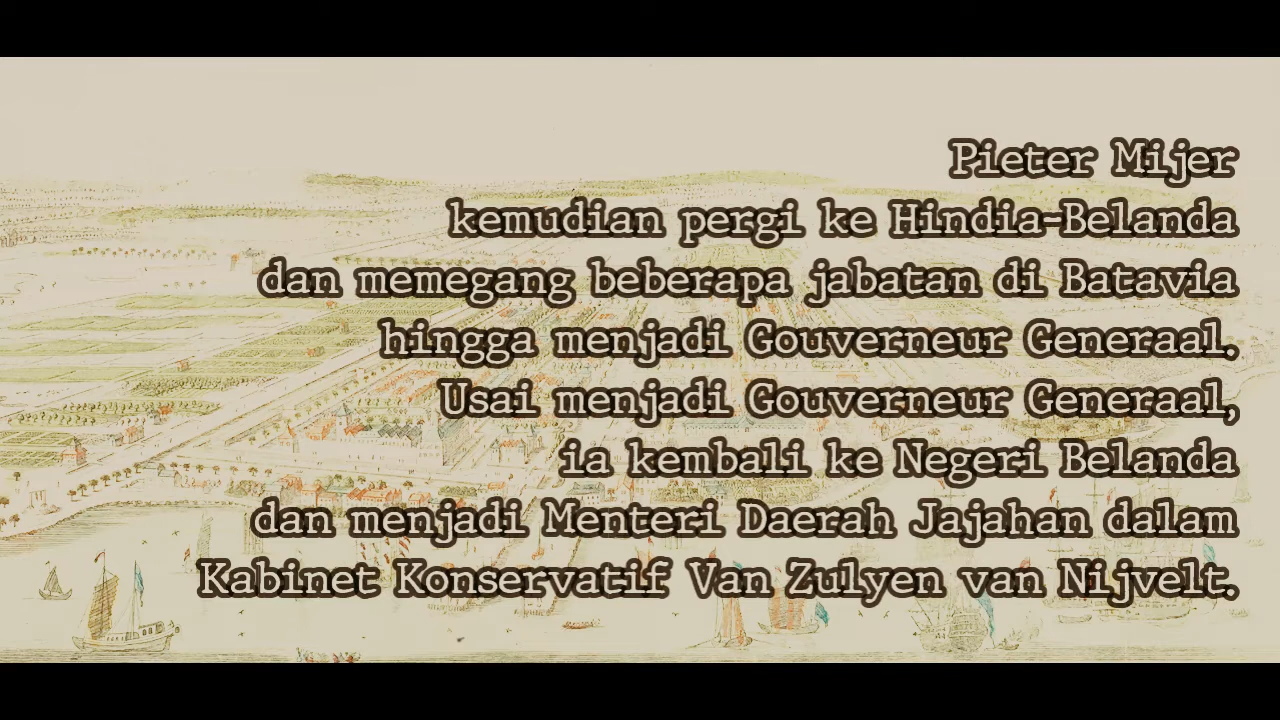 Pieter Mijer
kemudian pergi ke Hindia-Belanda
dan memegang beberapa jabatan di Batavia
hingga menjadi Gouverneur Generaal.
Usai menjadi Gouverneur Generaal,
ia kembali ke Negeri Belanda
dan menjadi Menteri Daerah Jajahan dalam
Kabinet Konservatif Van Zulyen van Nijvelt.